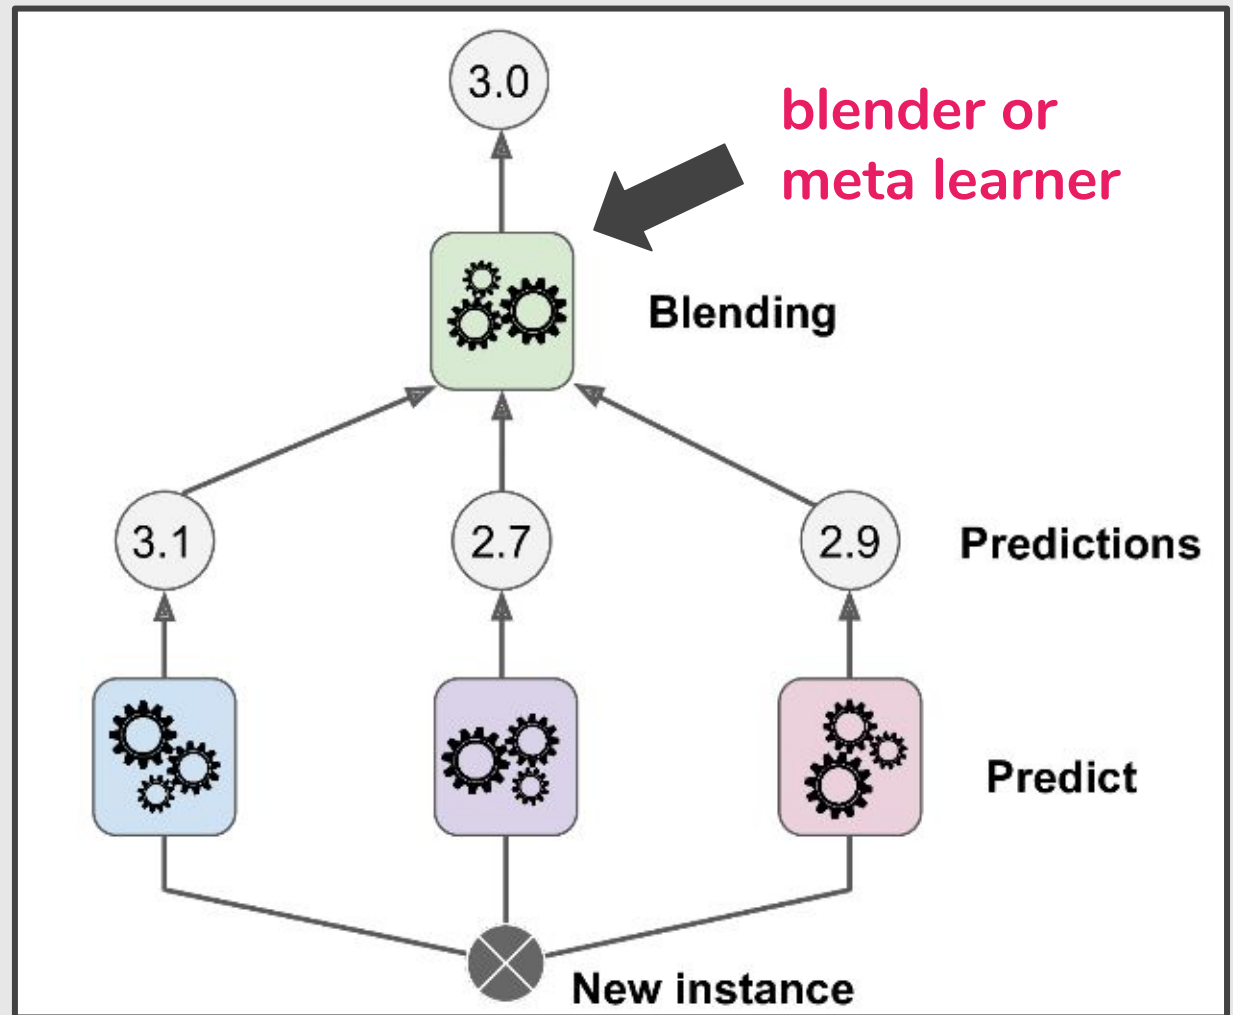 3.0
blender or
meta learner
Blending
3.1
2.7
2.9
Predictions
Predict
New instance